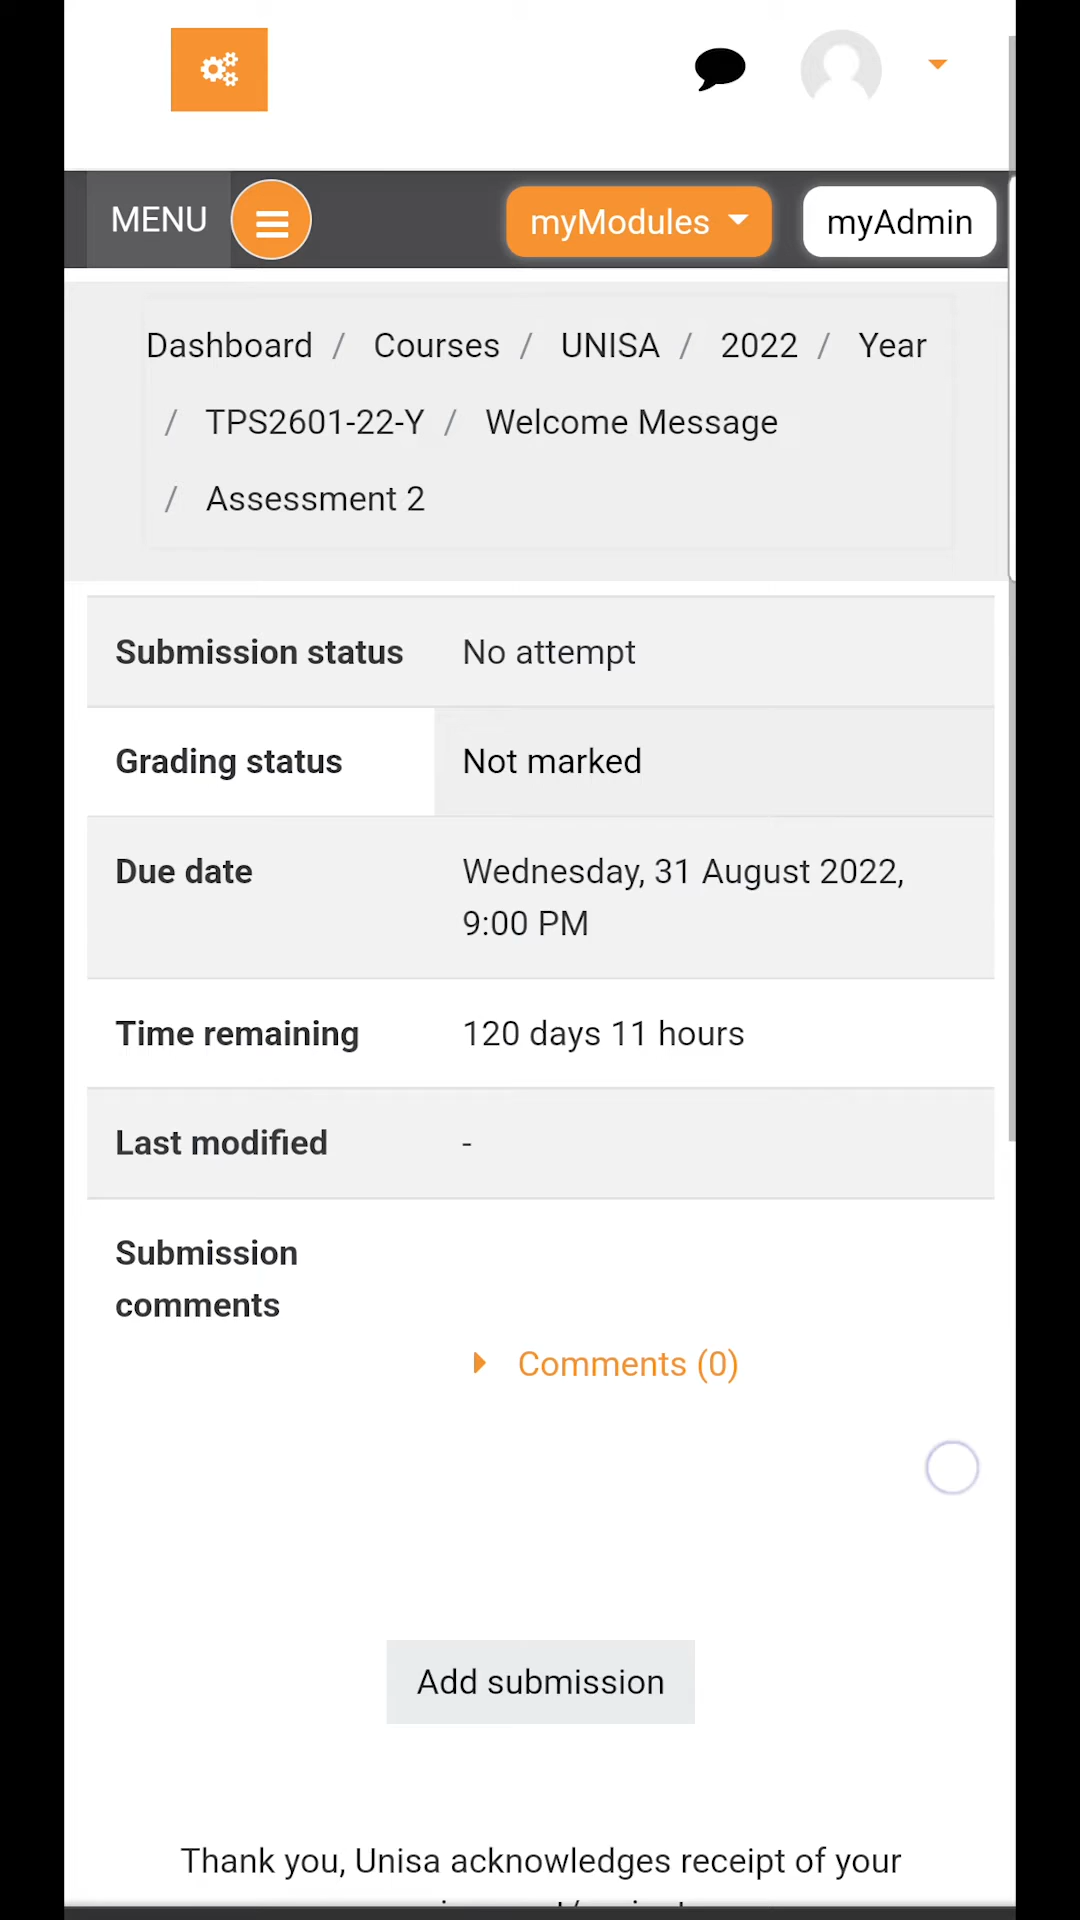 MENU myModules myAdmin
Dashboard / Courses / UNISA / 2022 / Year
/ TPS2601-22-Y / Welcome Message
/ Assessment 2
Submission status No attempt
Grading status Not marked
Due date Wednesday, 31 August 2022,
9:00 PM
Time remaining 120 days 11 hours
Last modified -
Submission
comments
Comments (0)
Add submission
Thank you, Unisa acknowledges receipt of your